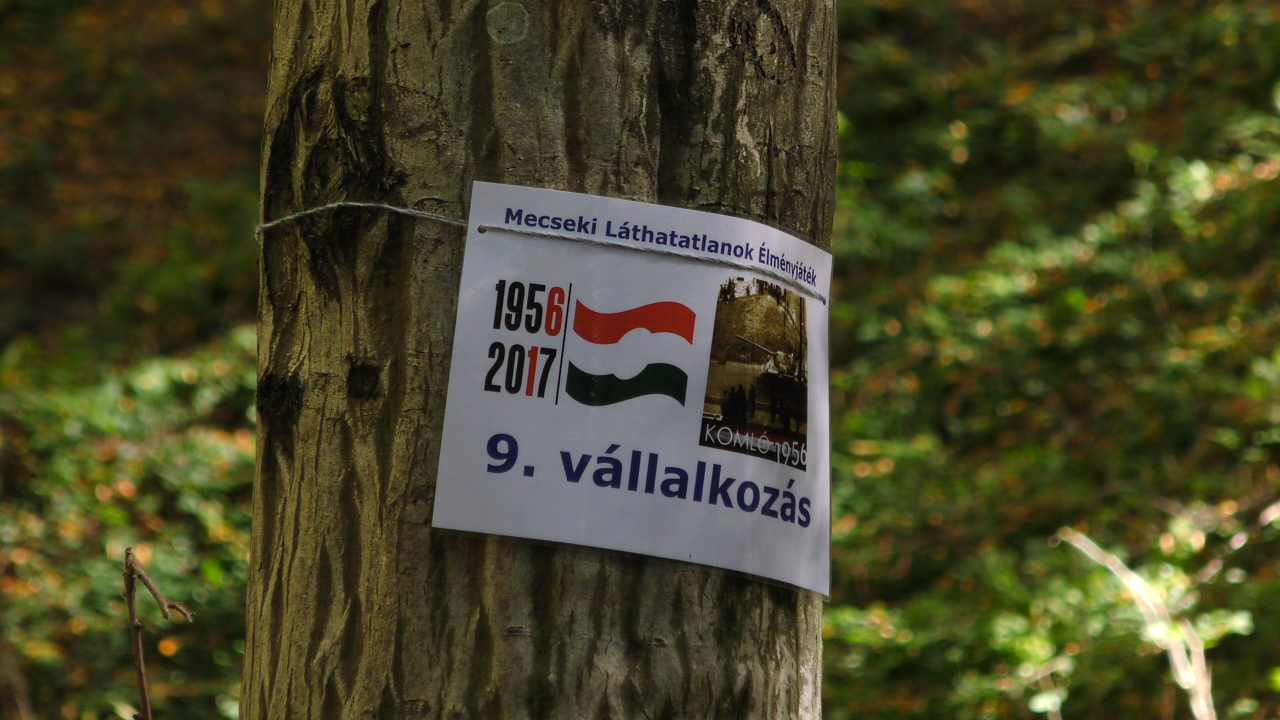 Mecseki Láthatatlanok Élményjáték
1956
2017
KOMLÓ 1956
9. vállalkozás